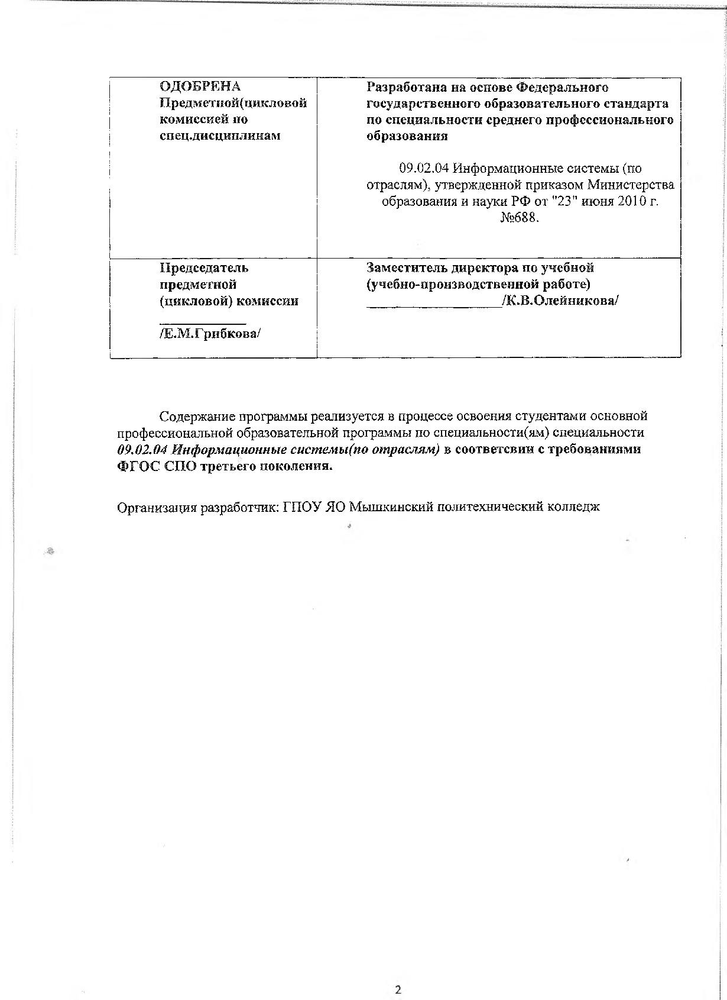 ОДОБРЕНА
Предметной(цикловой
комиссией по
спец.дисциплинам
Разработана на основе Федерального
государственного образовательного стандарта
по специальности среднего профессионального
образования
09.02.04 Информационные системы (по
отраслям), утвержденной приказом Министерства
образования и науки РФ от "23" июня 2010 г.
№688.
Председатель
предметной
(цикловой) комиссии
____________
/Е.М.Грибкова/
Заместитель директора по учебной
(учебно-производственной работе)
___________________/К.В.Олейникова/
Содержание программы реализуется в процессе освоения студентами основной
профессиональной образовательной программы по специальности(ям) специальности
09.02.04 Информационные системы(по отраслям) в соответсвии с требованиями
ФГОС СПО третьего поколения.
Организация разработчик: ГПОУ ЯО Мышкинский политехнический колледж
2